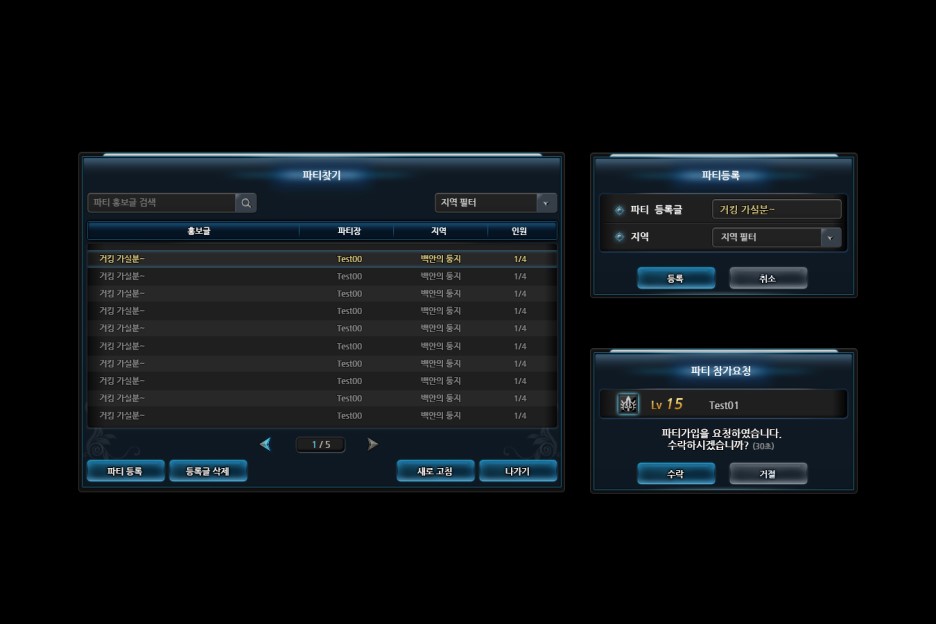 파티찾기
파티 홍보글 검색
지역 필터
홍보글 파티장 지역 인원
거킹 가실분~ Test00 백안의 둥지 1/4
거킹 가실분~ Test00 백안의 둥지 1/4
거킹 가실분~ Test00 백안의 둥지 1/4
거킹 가실분~ Test00 백안의 둥지 1/4
거킹 가실분~ Test00 백안의 둥지 1/4
거킹 가실분~ Test00 백안의 둥지 1/4
거킹 가실분~ Test00 백안의 둥지 1/4
거킹 가실분~ Test00 백안의 둥지 1/4
거킹 가실분~ Test00 백안의 둥지 1/4
거킹 가실분~ Test00 백안의 둥지 1/4
1 / 5
파티 등록 등록글 삭제 새로 고침 나가기
파티등록
파티 등록글 거킹 가실분~
지역 지역 필터
등록 취소
파티 참가요청
Lv 15 Test01
파티가입을 요청하였습니다.
수락하시겠습니까? (30초)
수락 거절